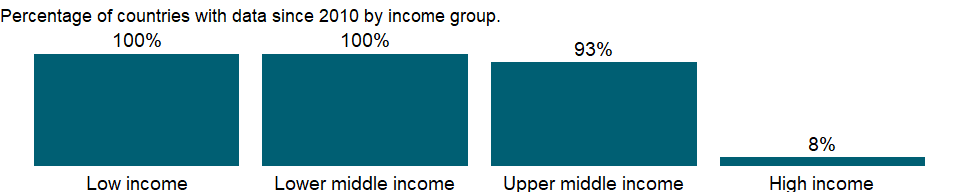 Percentage of countries with data since 2010 by income group.
100% 100% 93% 8%
Low income Lower middle income Upper middle income High income